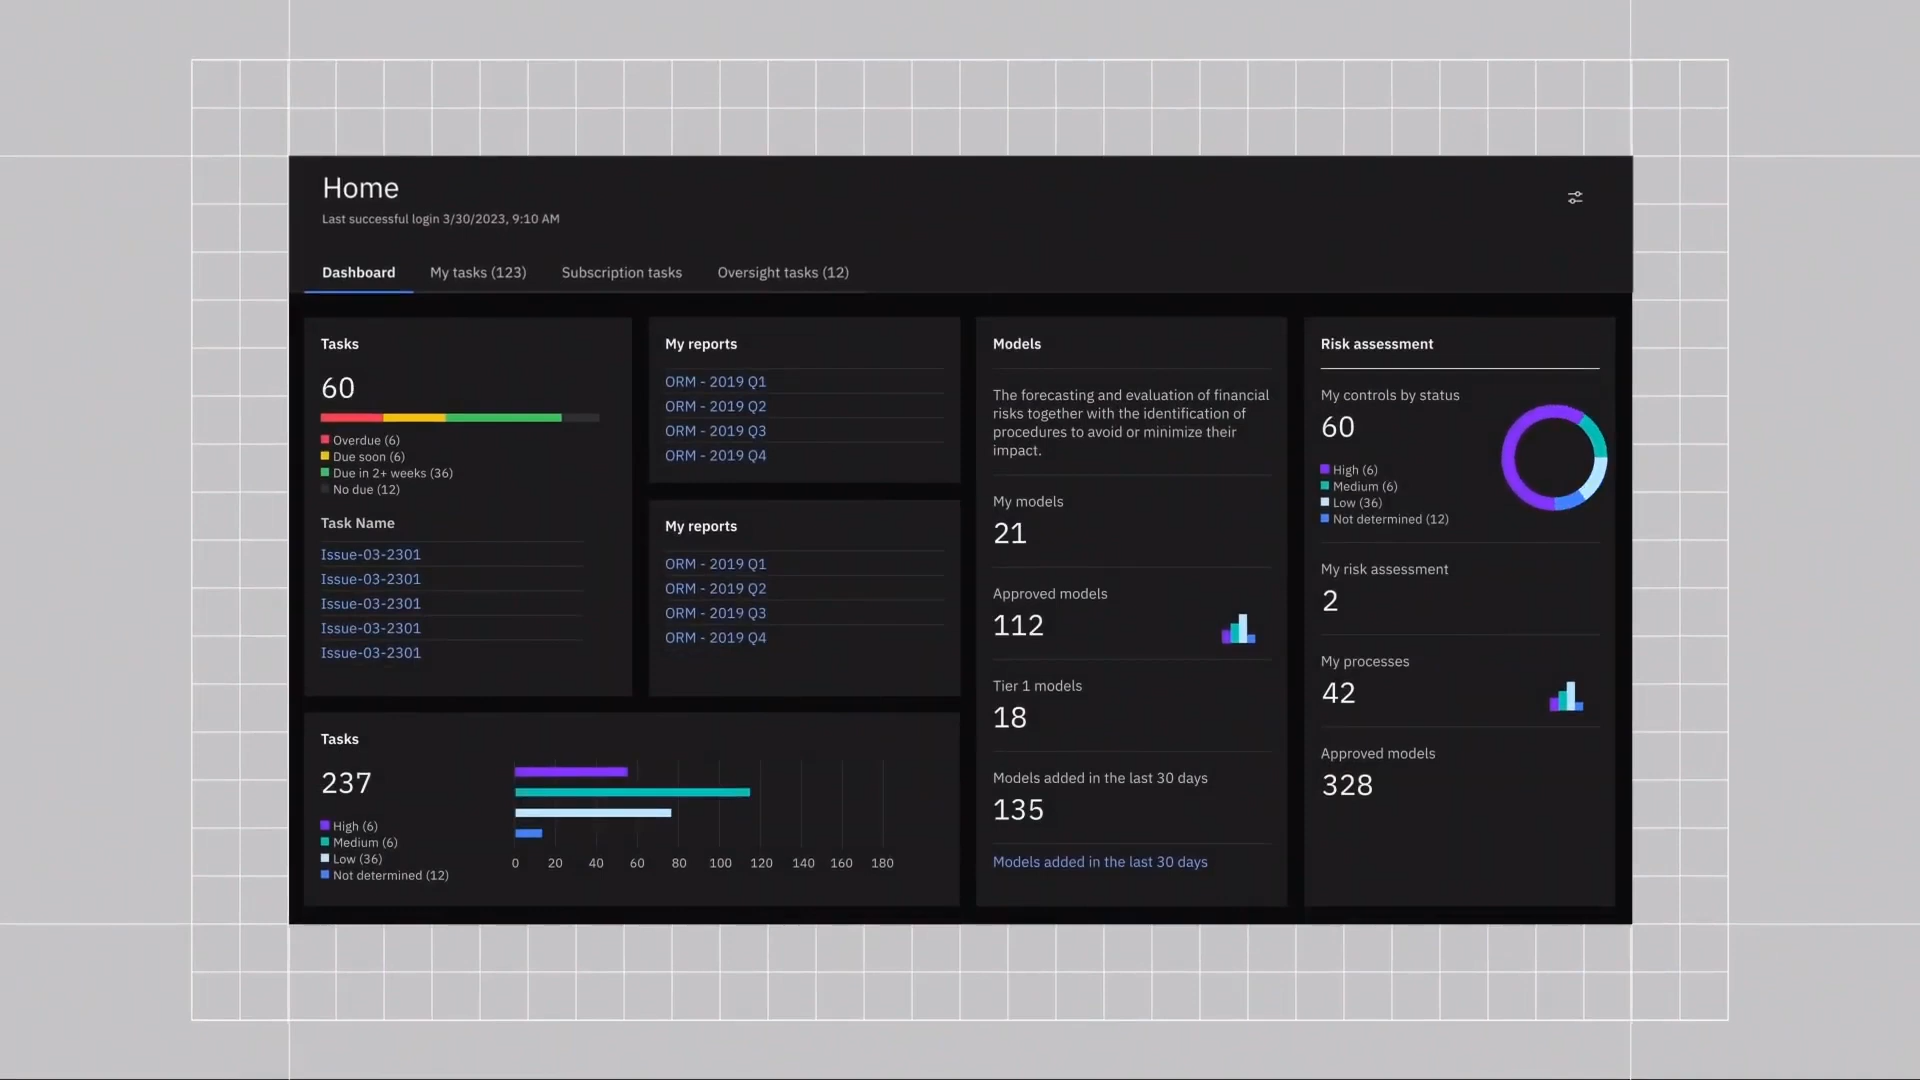 Home
Last successful login 3/30/2023, 9:10 AM
Dashboard
My tasks (123)
Subscription tasks
Oversight tasks (12)
Tasks
60
Overdue (6)
Due soon (6)
Due in 2+ weeks (36)
No due (12)
Task Name
Issue-03-2301
Issue-03-2301
Issue-03-2301
Issue-03-2301
Issue-03-2301
My reports
ORM - 2019 Q1
ORM - 2019 Q2
ORM - 2019 Q3
ORM - 2019 Q4
My reports
ORM - 2019 Q1
ORM - 2019 Q2
ORM - 2019 Q3
ORM - 2019 Q4
Tasks
237
High (6)
Medium (6)
Low (36)
Not determined (12)
0 20 40 60 80 100 120 140 160 180
Models
The forecasting and evaluation of financial
risks together with the identification of
procedures to avoid or minimize their
impact.
My models
21
Approved models
112
Tier 1 models
18
Models added in the last 30 days
135
Models added in the last 30 days
Risk assessment
My controls by status
60
High (6)
Medium (6)
Low (36)
Not determined (12)
My risk assessment
2
My processes
42
Approved models
328